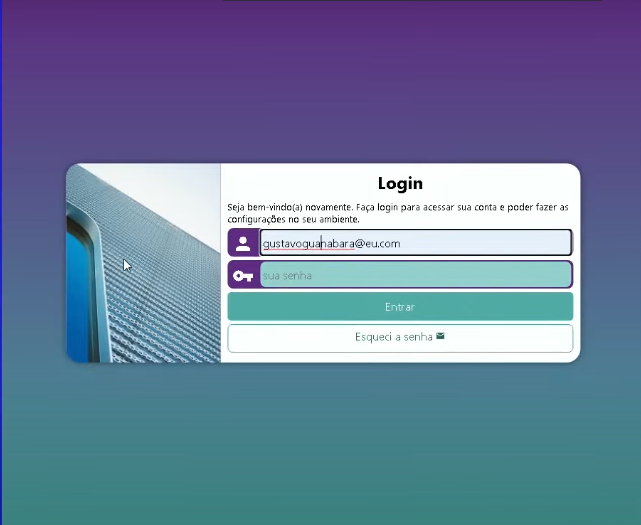 Login
Seja bem-vindo(a) novamente. Faça login para acessar sua conta e poder fazer as
configurações no seu ambiente.
gustavoguanabara@eu.com
sua senha
Entrar
Esqueci a senha